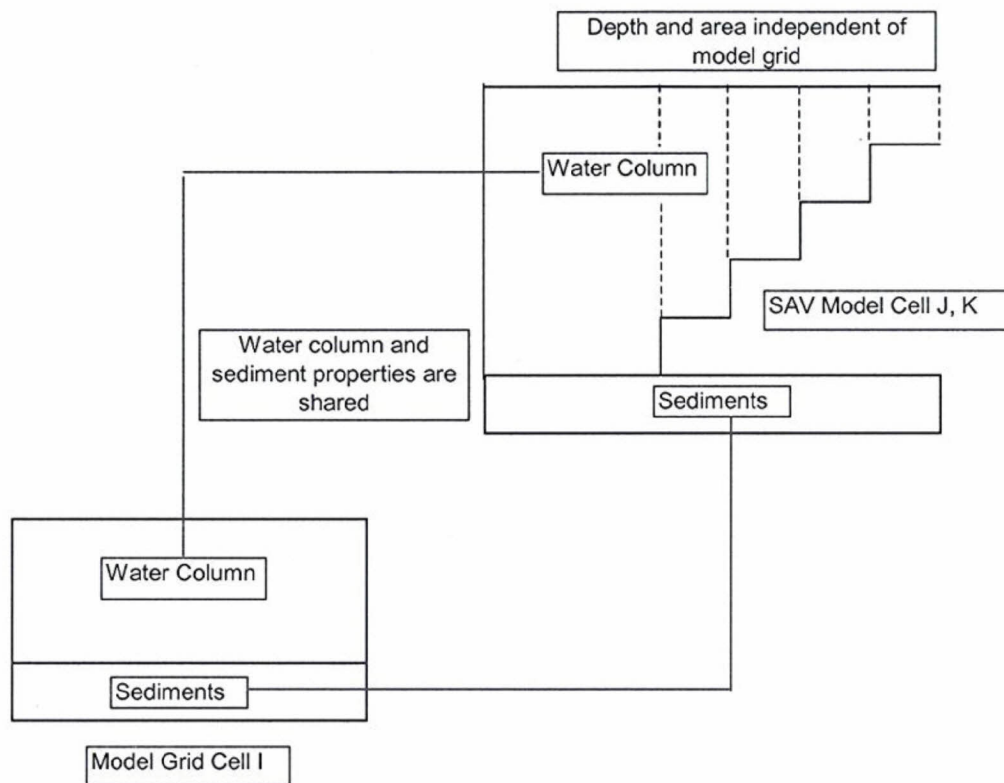 Depth and area independent of
model grid
Water Column
SAV Model Cell J, K
Water column and
sediment properties are
shared
Sediments
Water Column
Sediments
Model Grid Cell I